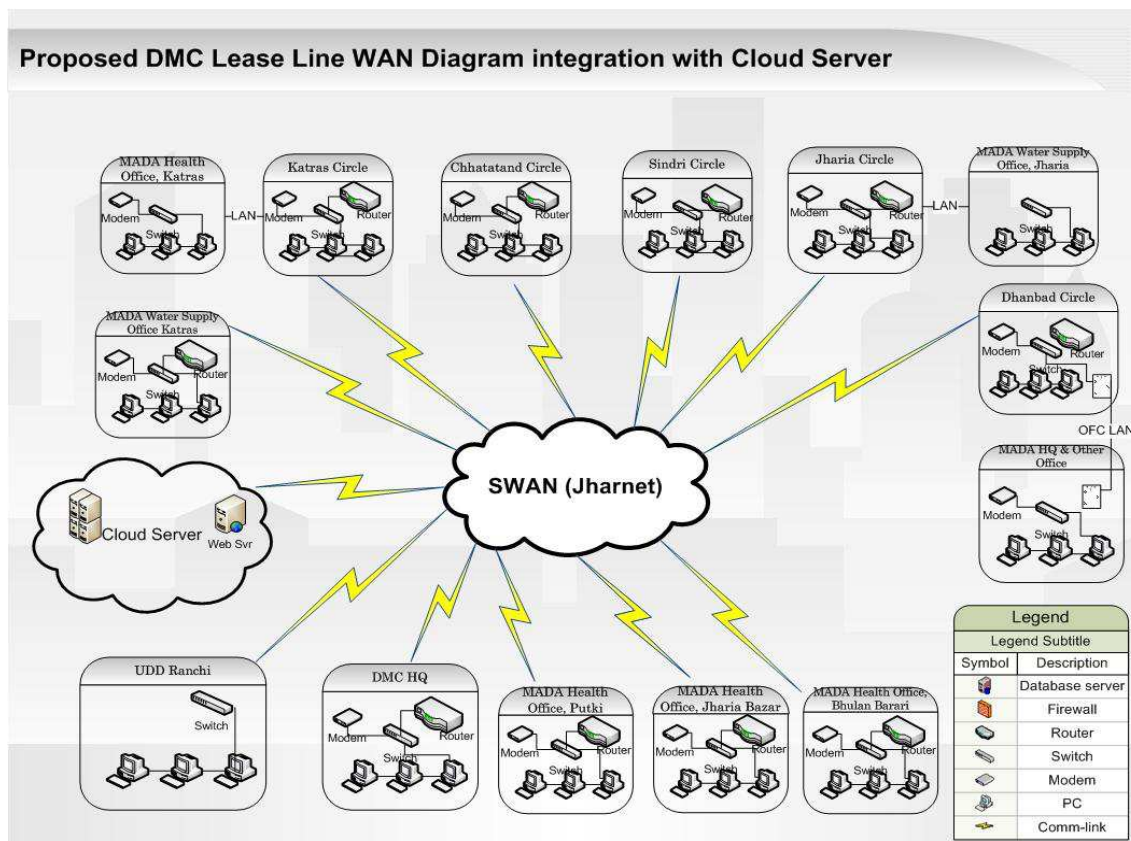 Proposed DMC Lease Line WAN Diagram integration with Cloud Server
MADA Health
Office, Katras
Modem
Switch
LAN
Katras Circle
Modem
Router
Switch
Chhatatand Circle
Modem
Router
Switch
Sindri Circle
Modem
Router
Switch
Jharia Circle
Modem
Router
Switch
LAN
MADA Water Supply
Office, Jharia
Switch
MADA Water Supply
Office Katras
Modem
Router
Switch
Dhanbad Circle
Modem
Router
Switch
OFC LAN
MADA HQ & Other
Office
Modem
Switch
SWAN (Jharnet)
Cloud Server
Web Svr
UDD Ranchi
Switch
DMC HQ
Modem
Router
Switch
MADA Health
Office, Putki
Modem
Router
Switch
MADA Health
Office, Jharia Bazar
Modem
Router
Switch
MADA Health Office,
Bhulan Barari
Modem
Router
Switch
Legend
Legend Subtitle
Symbol Description
Database server
Firewall
Router
Switch
Modem
PC
Comm-link